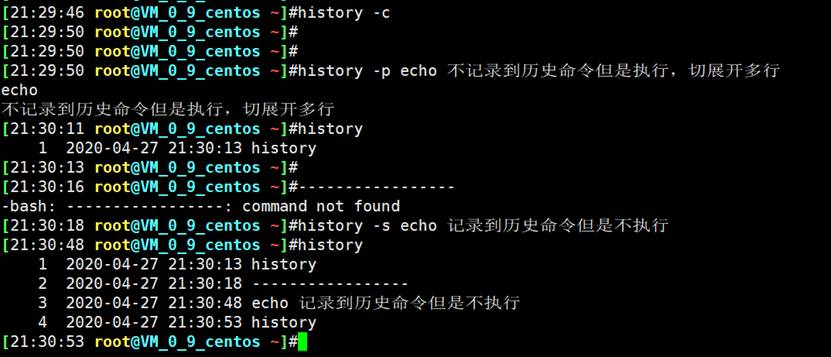 [21:29:46 root@VM_0_9_centos ~]#history -c
[21:29:50 root@VM_0_9_centos ~]#
[21:29:50 root@VM_0_9_centos ~]#
[21:29:50 root@VM_0_9_centos ~]#history -p echo 不记录到历史命令但是执行，切展开多行
echo
不记录到历史命令但是执行，切展开多行
[21:30:11 root@VM_0_9_centos ~]#history
    1  2020-04-27 21:30:13 history
[21:30:13 root@VM_0_9_centos ~]#
[21:30:16 root@VM_0_9_centos ~]#-----------------
-bash: -----------------: command not found
[21:30:18 root@VM_0_9_centos ~]#history -s echo 记录到历史命令但是不执行
[21:30:48 root@VM_0_9_centos ~]#history
    1  2020-04-27 21:30:13 history
    2  2020-04-27 21:30:18 -----------------
    3  2020-04-27 21:30:48 echo 记录到历史命令但是不执行
    4  2020-04-27 21:30:53 history
[21:30:53 root@VM_0_9_centos ~]#